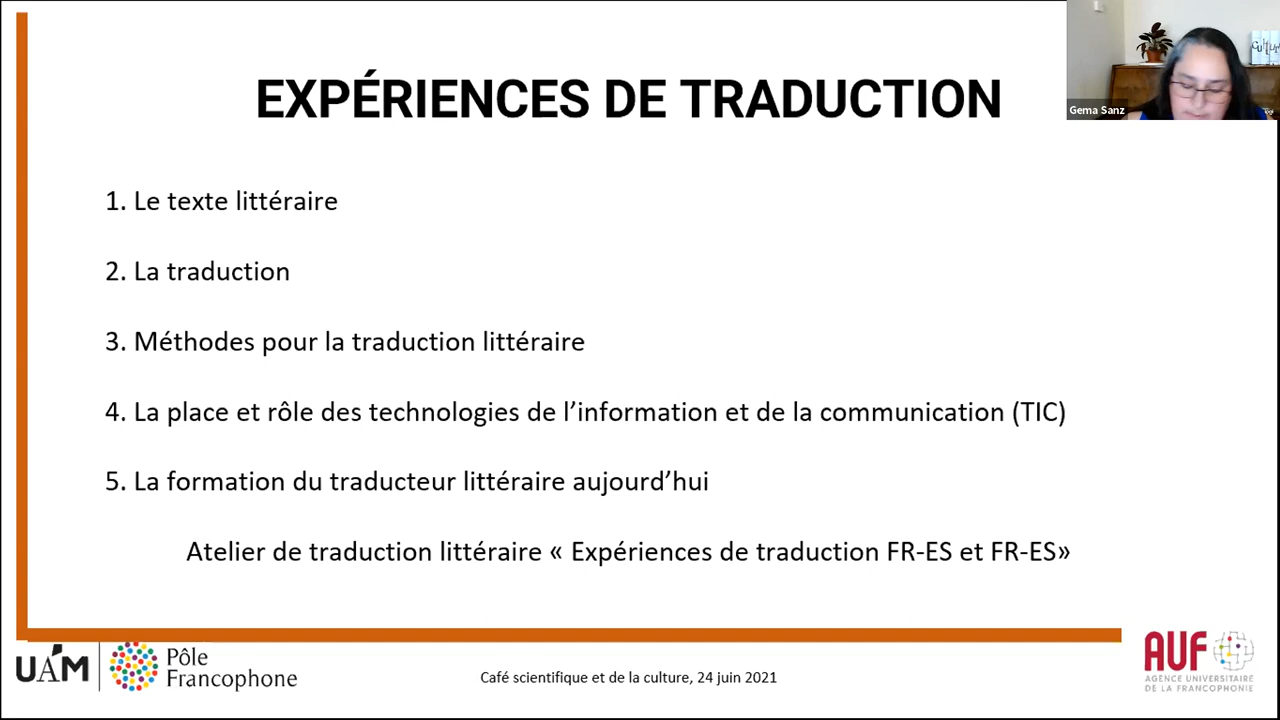 EXPÉRIENCES DE TRADUCTION
Gema Sanz
1. Le texte littéraire
2. La traduction
3. Méthodes pour la traduction littéraire
4. La place et rôle des technologies de l’information et de la communication (TIC)
5. La formation du traducteur littéraire aujourd’hui
Atelier de traduction littéraire « Expériences de traduction FR-ES et FR-ES»
UAM
Pôle
Francophone
Café scientifique et de la culture, 24 juin 2021
AUF
AGENCE UNIVERSITAIRE
DE LA FRANCOPHONIE